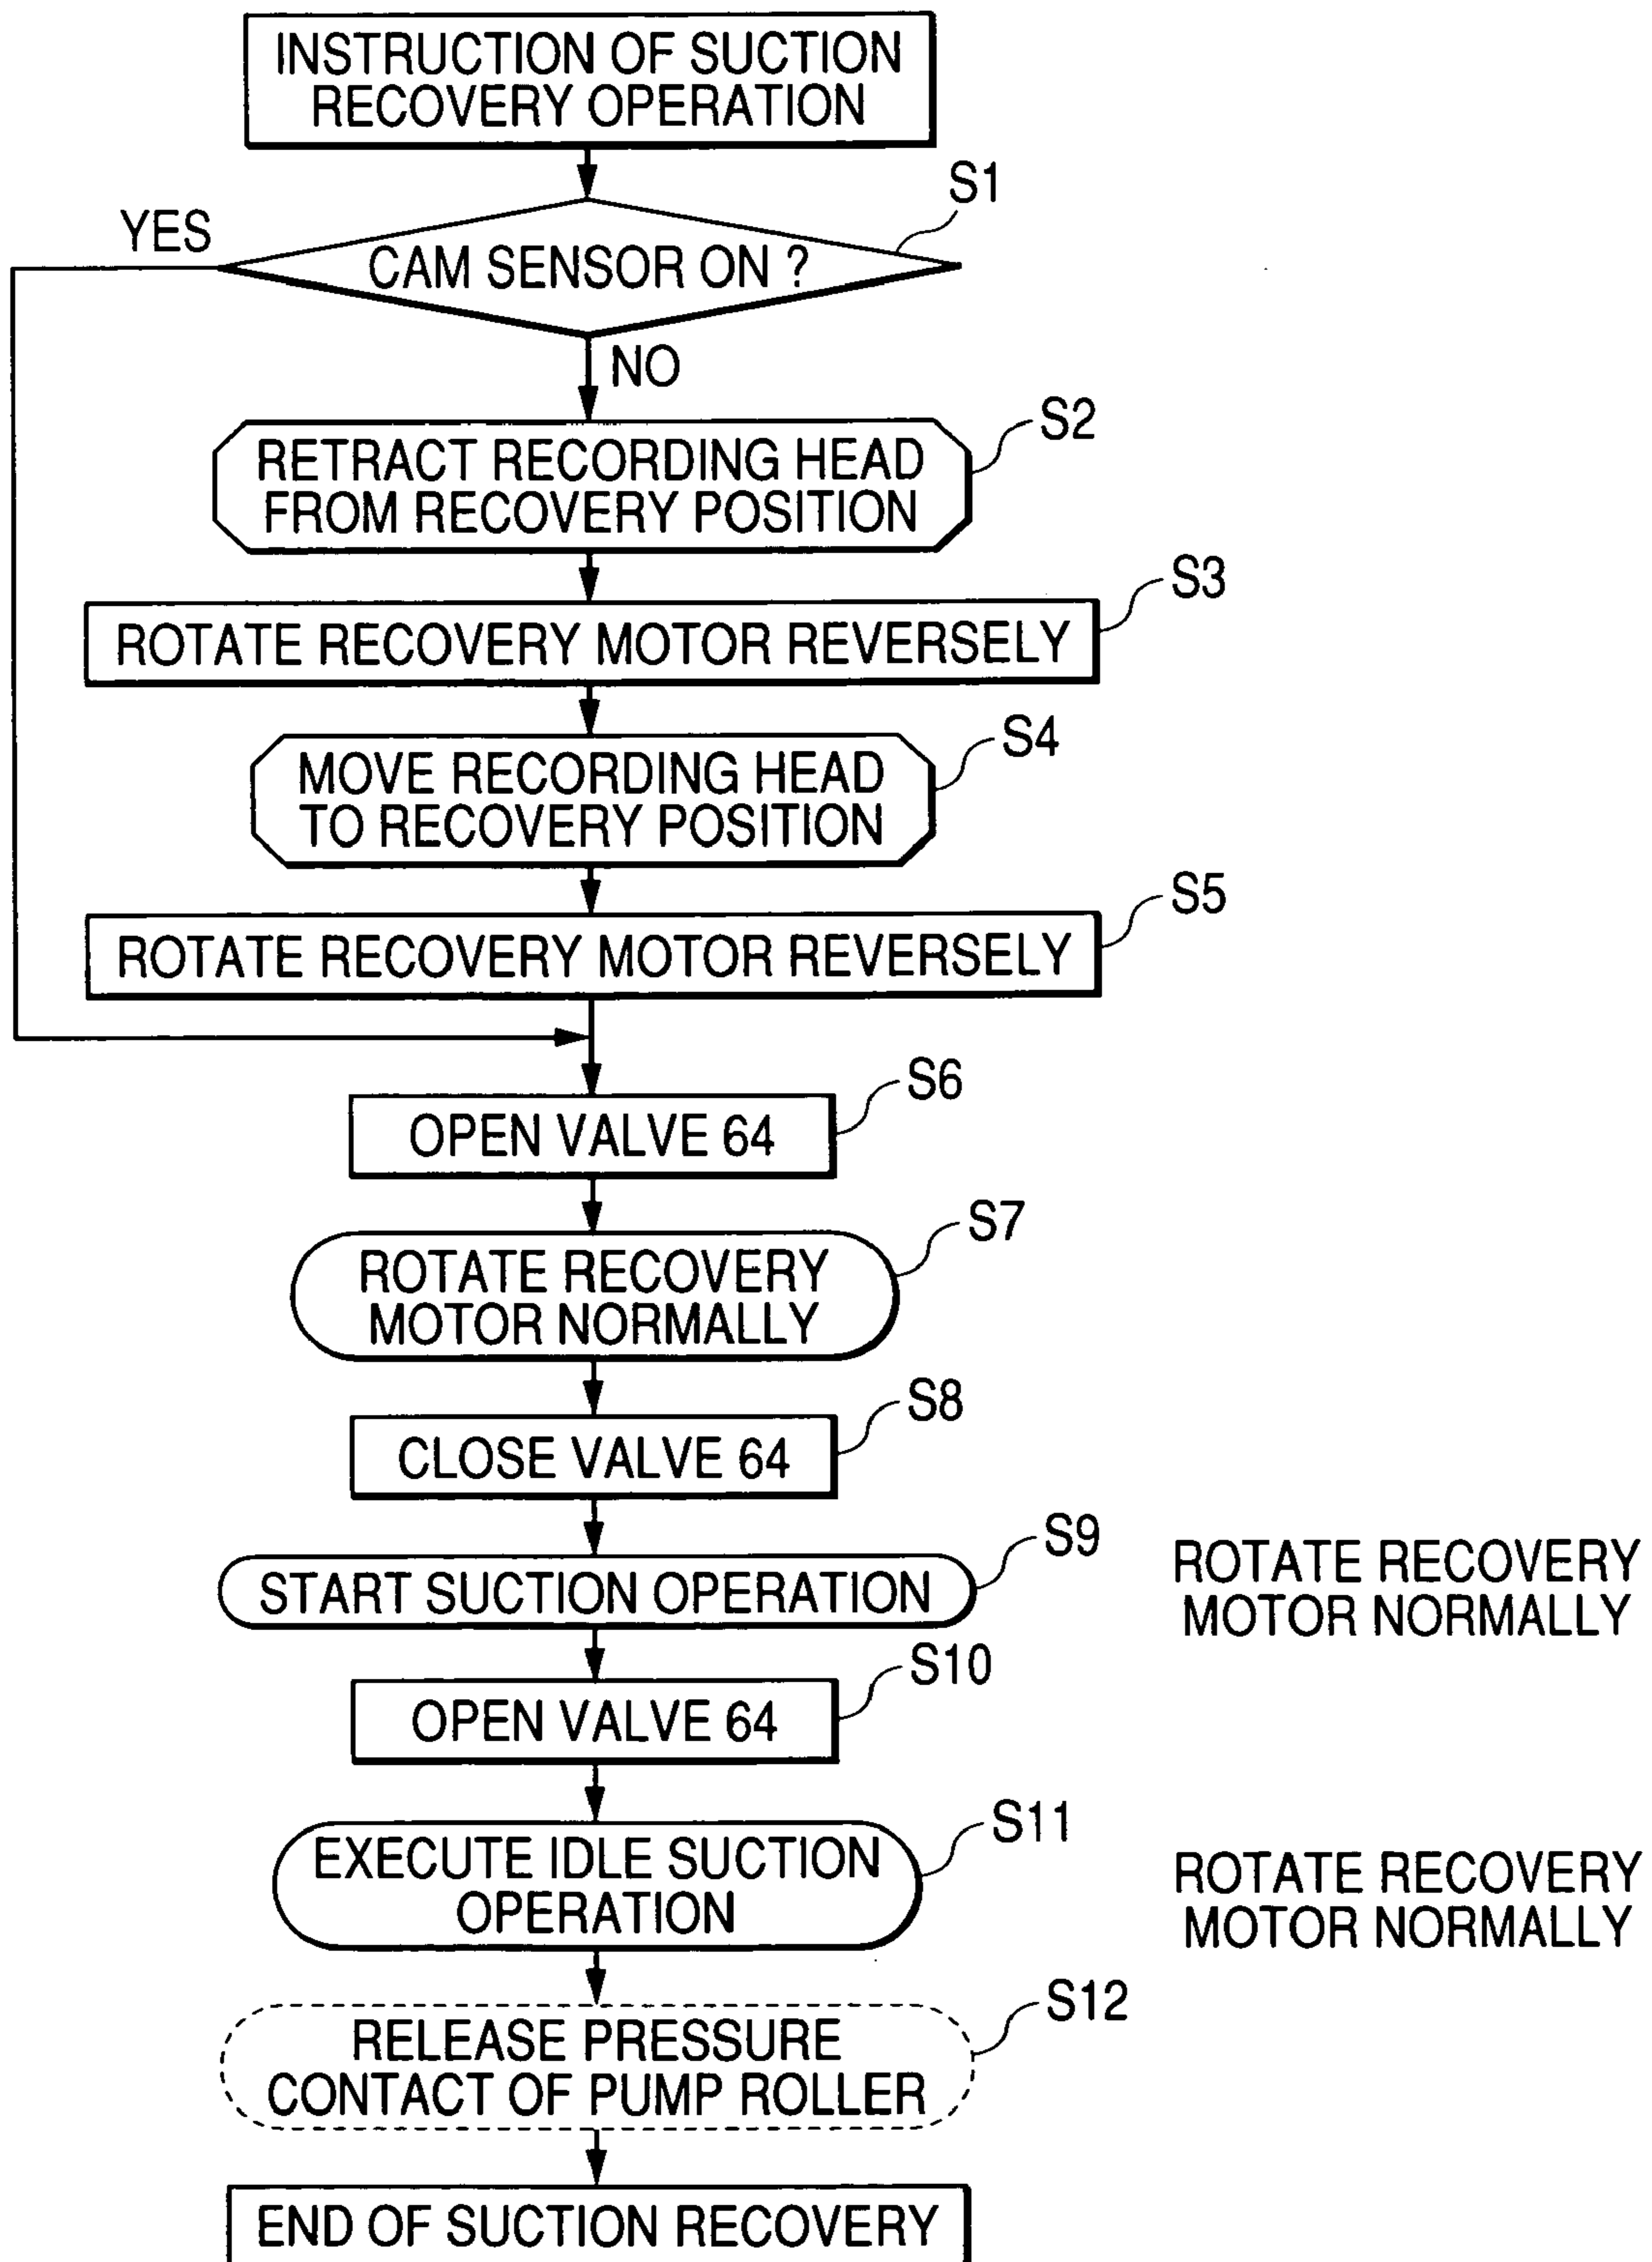 INSTRUCTION OF SUCTION
RECOVERY OPERATION
S1
YES
CAM SENSOR ON ?
NO
S2
RETRACT RECORDING HEAD
FROM RECOVERY POSITION
S3
ROTATE RECOVERY MOTOR REVERSELY
S4
MOVE RECORDING HEAD
TO RECOVERY POSITION
S5
ROTATE RECOVERY MOTOR REVERSELY
S6
OPEN VALVE 64
S7
ROTATE RECOVERY
MOTOR NORMALLY
S8
CLOSE VALVE 64
S9
START SUCTION OPERATION
ROTATE RECOVERY
MOTOR NORMALLY
S10
OPEN VALVE 64
S11
EXECUTE IDLE SUCTION
OPERATION
ROTATE RECOVERY
MOTOR NORMALLY
S12
RELEASE PRESSURE
CONTACT OF PUMP ROLLER
END OF SUCTION RECOVERY